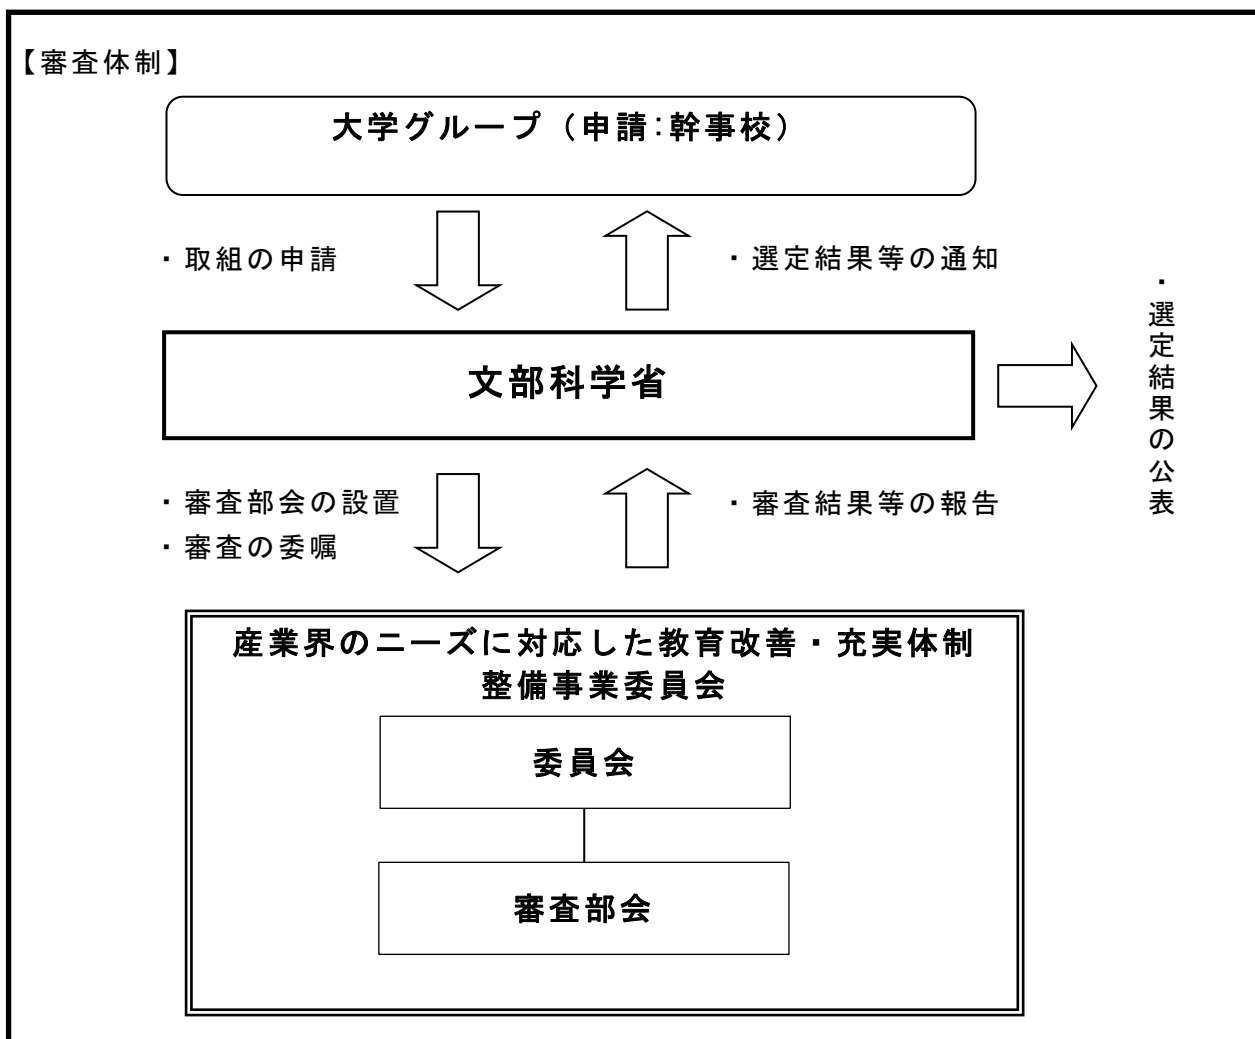 【審査体制】
大学グループ（申請:幹事校）
・取組の申請
・選定結果等の通知
・選定結果の公表
文部科学省
・審査部会の設置
・審査の委嘱
・審査結果等の報告
産業界のニーズに対応した教育改善・充実体制
整備事業委員会
委員会
審査部会